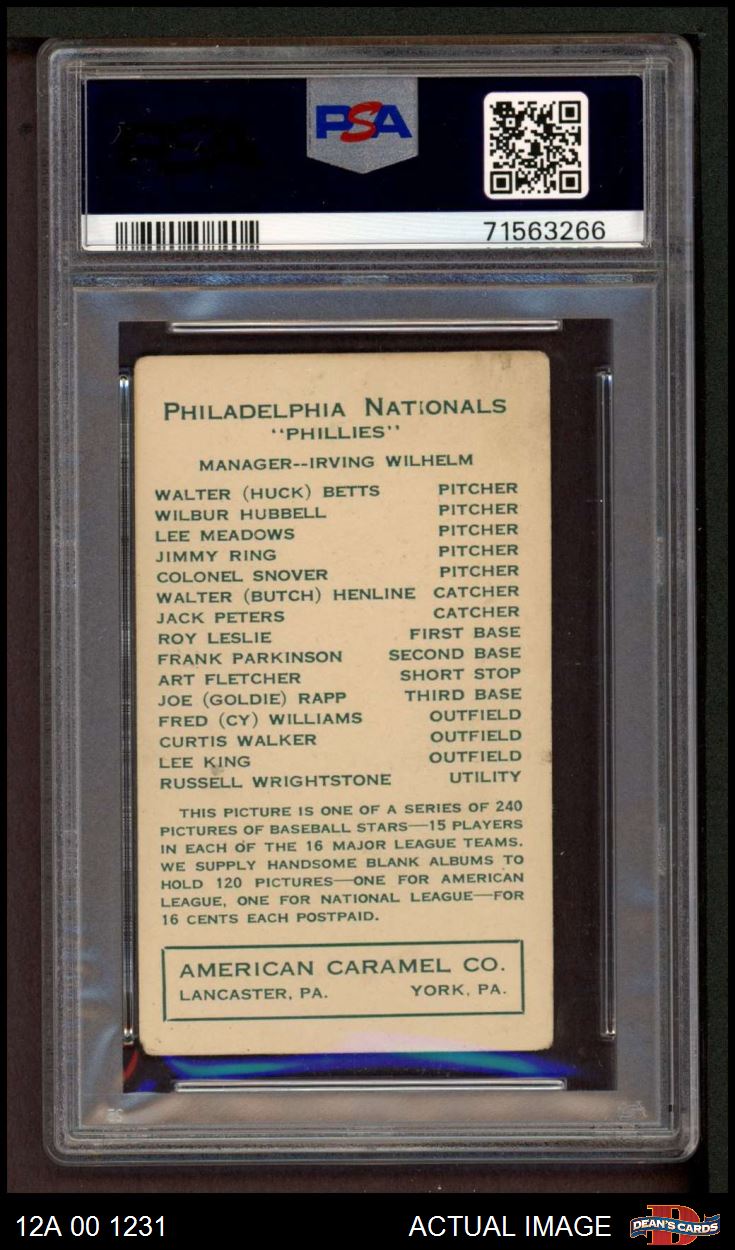 PSA
71563266
PHILADELPHIA NATIONALS
"PHILLIES"
MANAGER--IRVING WILHELM
WALTER (HUCK) BETTS PITCHER
WILBUR HUBBELL PITCHER
LEE MEADOWS PITCHER
JIMMY RING PITCHER
COLONEL SNOVER PITCHER
WALTER (BUTCH) HENLINE CATCHER
JACK PETERS CATCHER
ROY LESLIE FIRST BASE
FRANK PARKINSON SECOND BASE
ART FLETCHER SHORT STOP
JOE (GOLDIE) RAPP THIRD BASE
FRED (CY) WILLIAMS OUTFIELD
CURTIS WALKER OUTFIELD
LEE KING OUTFIELD
RUSSELL WRIGHTSTONE UTILITY
THIS PICTURE IS ONE OF A SERIES OF 240
PICTURES OF BASEBALL STARS—15 PLAYERS
IN EACH OF THE 16 MAJOR LEAGUE TEAMS.
WE SUPPLY HANDSOME BLANK ALBUMS TO
HOLD 120 PICTURES—ONE FOR AMERICAN
LEAGUE, ONE FOR NATIONAL LEAGUE—FOR
16 CENTS EACH POSTPAID.
AMERICAN CARAMEL CO.
LANCASTER, PA. YORK, PA.
12A 00 1231 ACTUAL IMAGE DEAN'S CARDS